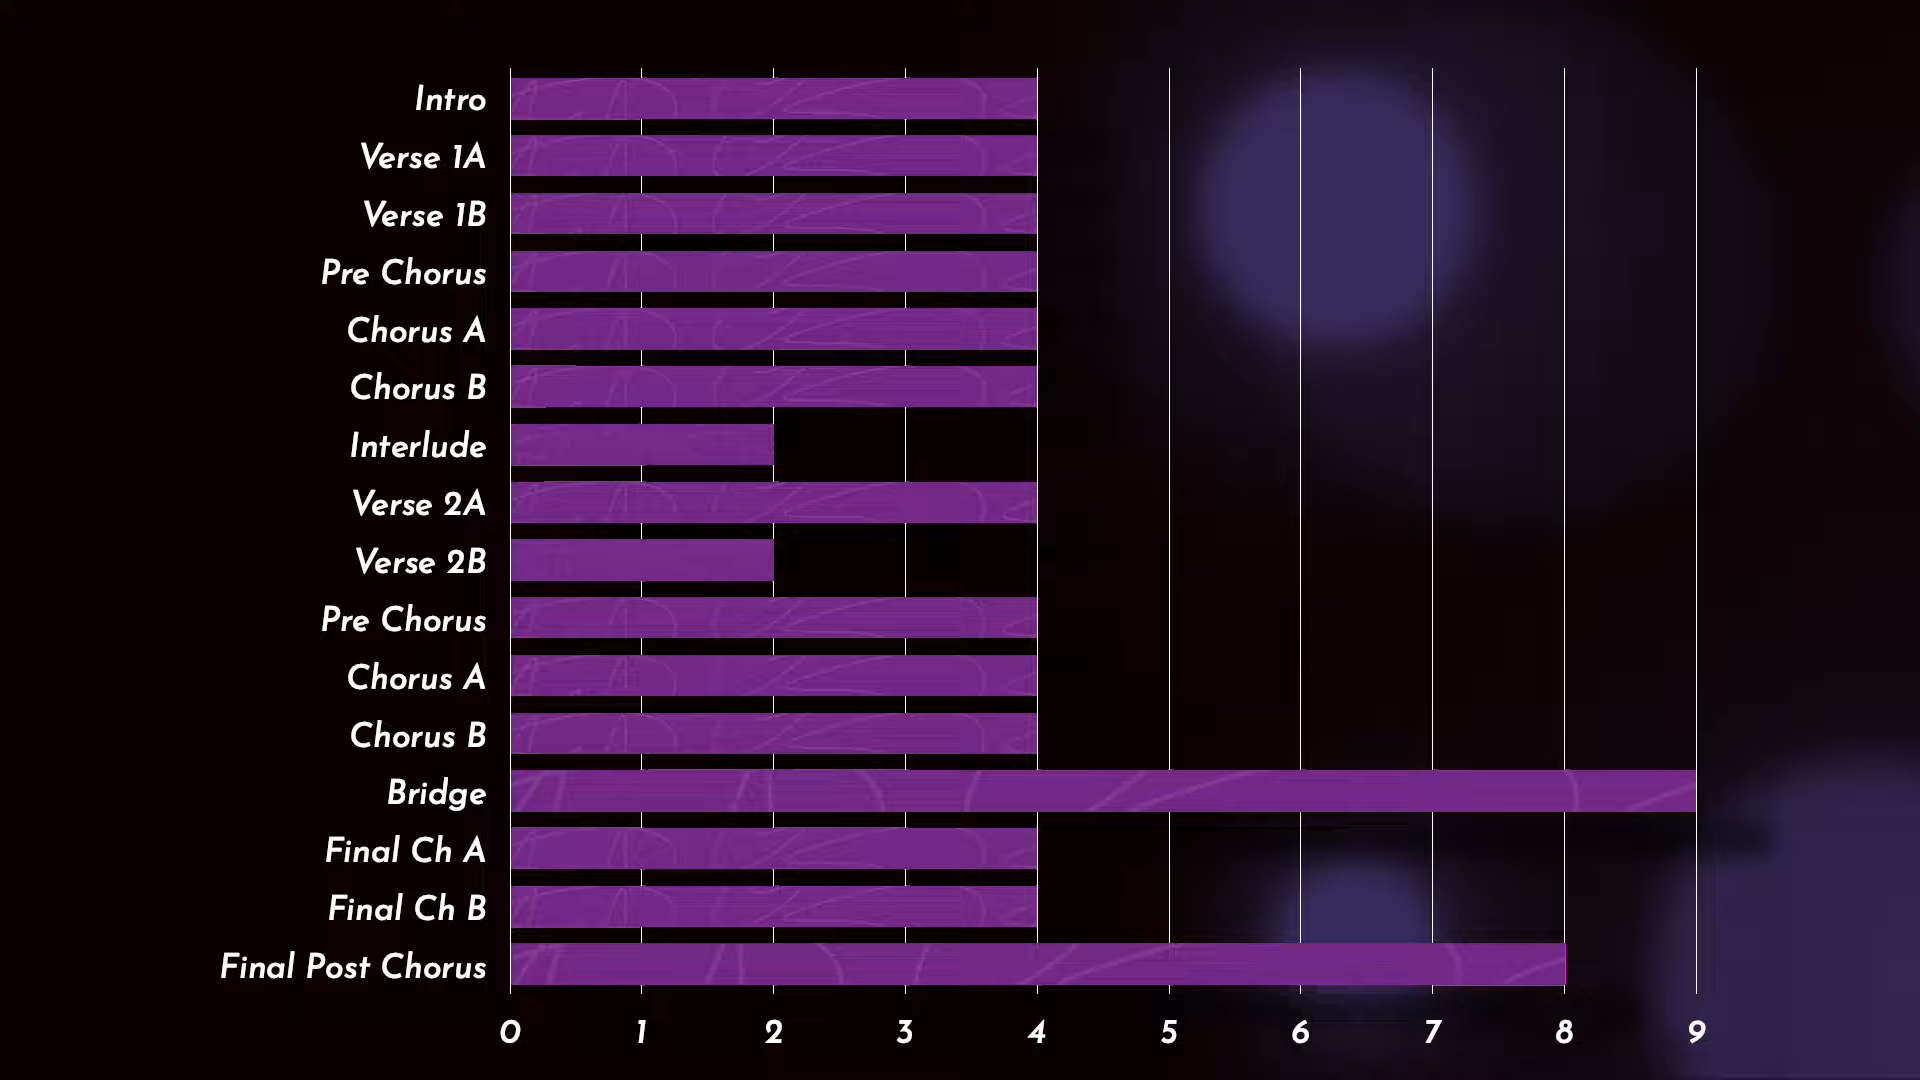 Intro
Verse 1A
Verse 1B
Pre Chorus
Chorus A
Chorus B
Interlude
Verse 2A
Verse 2B
Pre Chorus
Chorus A
Chorus B
Bridge
Final Ch A
Final Ch B
Final Post Chorus
0 1 2 3 4 5 6 7 8 9